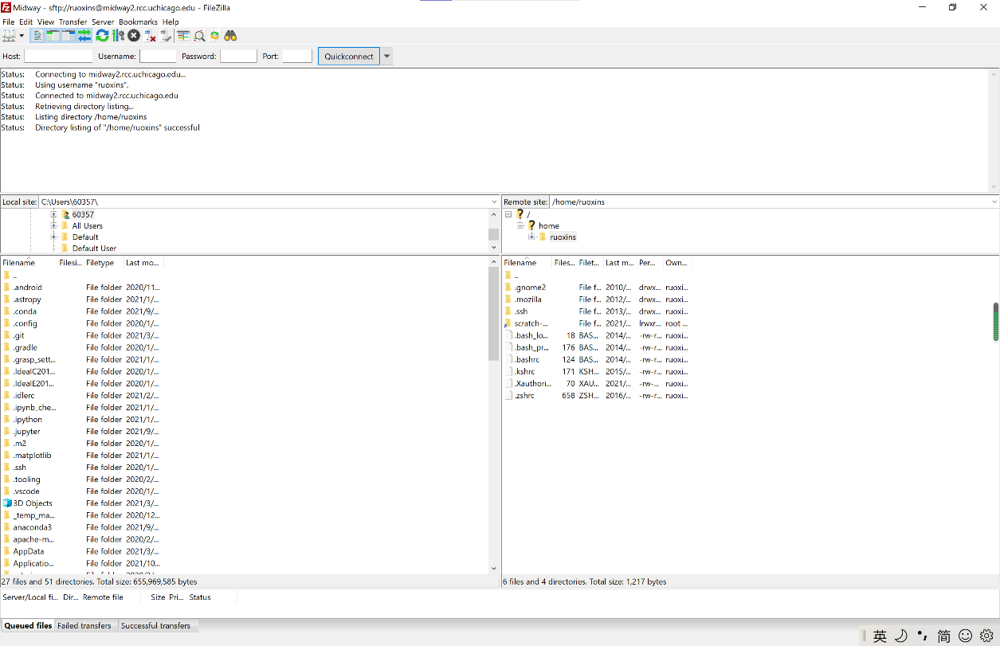 Midway - sftp://ruoxins@midway2.rcc.uchicago.edu - FileZilla
File Edit View Transfer Server Bookmarks Help
Host: Username: Password: Port: Quickconnect
Status: Connecting to midway2.rcc.uchicago.edu...
Status: Using username "ruoxins".
Status: Connected to midway2.rcc.uchicago.edu
Status: Retrieving directory listing...
Status: Listing directory /home/ruoxins
Status: Directory listing of "/home/ruoxins" successful
Local site: C:\Users\60357\
60357
All Users
Default
Default User
Filename Filesi... Filetype Last mo...
..
.android File folder 2020/11...
.astropy File folder 2021/1/...
.conda File folder 2021/9/...
.config File folder 2020/1/...
.git File folder 2021/3/...
.gradle File folder 2020/1/...
.grasp_sett... File folder 2021/1/...
.IdeaIC201... File folder 2020/1/...
.IdeaIE201... File folder 2020/1/...
.idlerc File folder 2021/2/...
.ipynb_che... File folder 2021/1/...
.ipython File folder 2021/1/...
.jupyter File folder 2021/9/...
.m2 File folder 2020/1/...
.matplotlib File folder 2021/1/...
.ssh File folder 2020/1/...
.tooling File folder 2020/2/...
.vscode File folder 2020/1/...
3D Objects File folder 2021/3/...
_temp_ma... File folder 2020/12...
anaconda3 File folder 2021/9/...
apache-m... File folder 2020/2/...
AppData File folder 2021/3/...
Applicatio... File folder 2021/10...
27 files and 51 directories. Total size: 655,969,585 bytes
Remote site: /home/ruoxins
/
home
ruoxins
Filename Files... Filet... Last m... Per... Own...
..
.gnome2 File f... 2010/... drwx... ruoxi...
.mozilla File f... 2012/... drwx... ruoxi...
.ssh File f... 2013/... drwx... ruoxi...
scratch-... File f... 2021/... lrwxr... root ...
.bash_lo... 18 BAS... 2014/... -rw-r... ruoxi...
.bash_pr... 176 BAS... 2014/... -rw-r... ruoxi...
.bashrc 124 BAS... 2014/... -rw-r... ruoxi...
.kshrc 171 KSH... 2015/... -rw-r... ruoxi...
.Xauthori... 70 XAU... 2021/... -rw-... ruoxi...
.zshrc 658 ZSH... 2016/... -rw-r... ruoxi...
6 files and 4 directories. Total size: 1,217 bytes
Server/Local fi... Dir... Remote file Size Pri... Status
Queued files Failed transfers Successful transfers
英 简